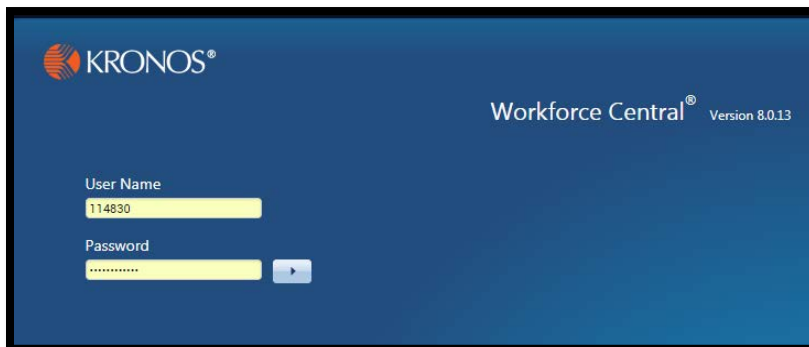 KRONOS®
Workforce Central® Version 8.0.13
User Name
114830
Password
············